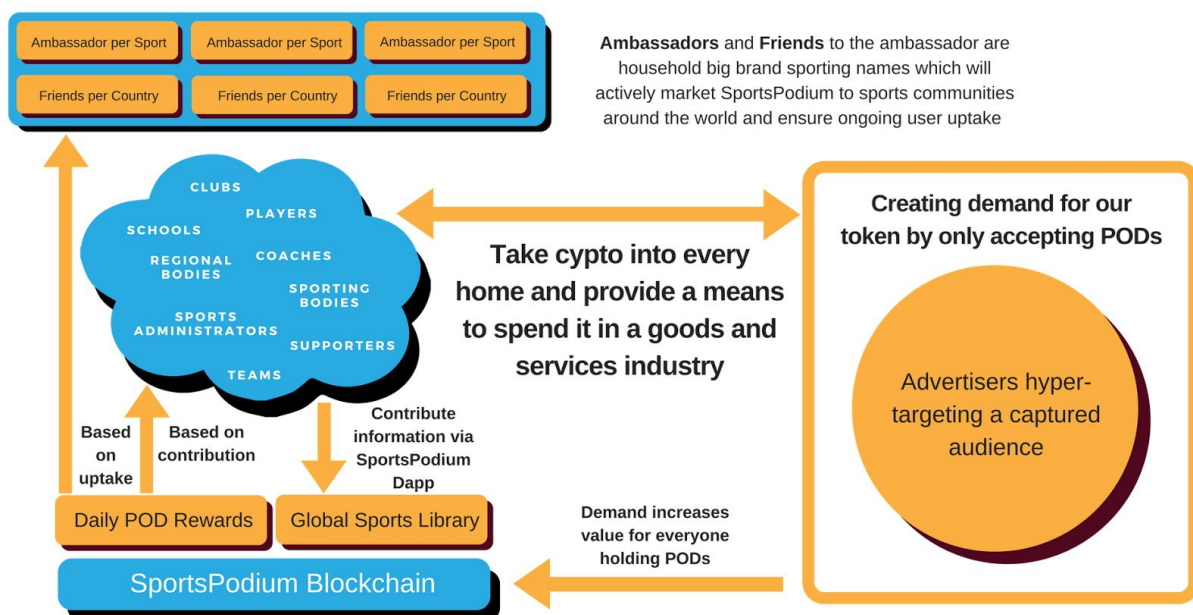 Ambassador per Sport
Ambassador per Sport
Ambassador per Sport
Friends per Country
Friends per Country
Friends per Country
Ambassadors and Friends to the ambassador are
household big brand sporting names which will
actively market SportsPodium to sports communities
around the world and ensure ongoing user uptake
CLUBS
PLAYERS
SCHOOLS
COACHES
REGIONAL
BODIES
SPORTING
BODIES
SPORTS
ADMINISTRATORS
SUPPORTERS
TEAMS
Take cypto into every
home and provide a means
to spend it in a goods and
services industry
Creating demand for our
token by only accepting PODs
Advertisers hyper-
targeting a captured
audience
Based
on
uptake
Based on
contribution
Contribute
information via
SportsPodium
Dapp
Daily POD Rewards
Global Sports Library
Demand increases
value for everyone
holding PODs
SportsPodium Blockchain